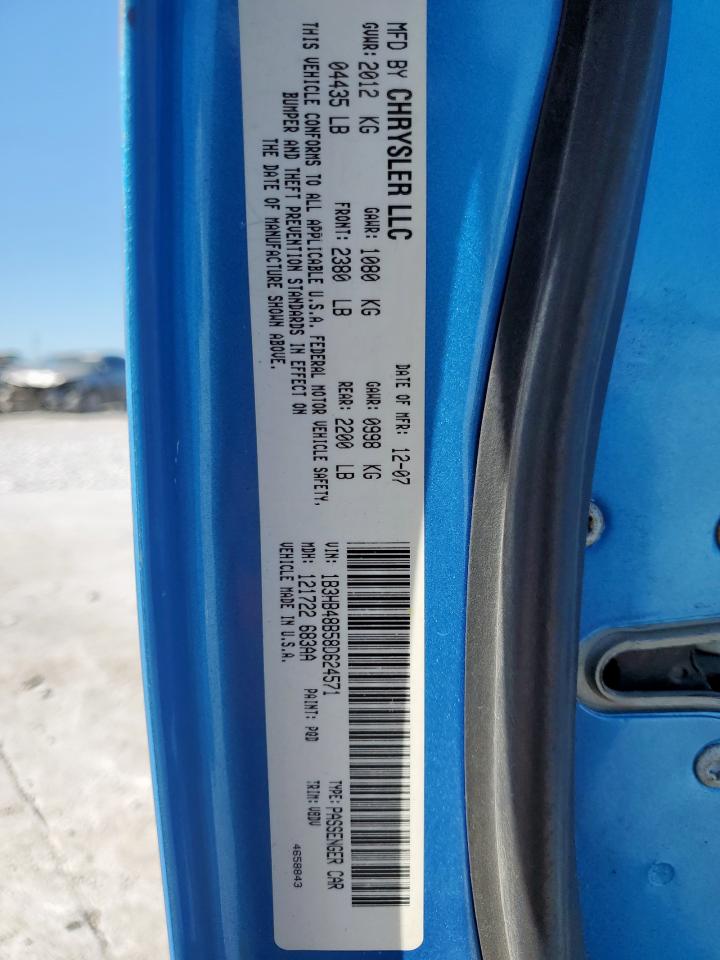 MFD BY CHRYSLER LLC
DATE OF MFR: 12-07
GVWR: 2012 KG
GAWR: 1080 KG
GAWR: 0998 KG
04435 LB
FRONT: 2380 LB
REAR: 2200 LB
THIS VEHICLE CONFORMS TO ALL APPLICABLE U.S.A. FEDERAL MOTOR VEHICLE SAFETY,
BUMPER AND THEFT PREVENTION STANDARDS IN EFFECT ON
THE DATE OF MANUFACTURE SHOWN ABOVE.
VIN: 1B3HB48B58D624571
TYPE: PASSENGER CAR
MDH: 121722 683AA
PAINT: PQD
TRIM: V8DV
VEHICLE MADE IN U.S.A.
4658843